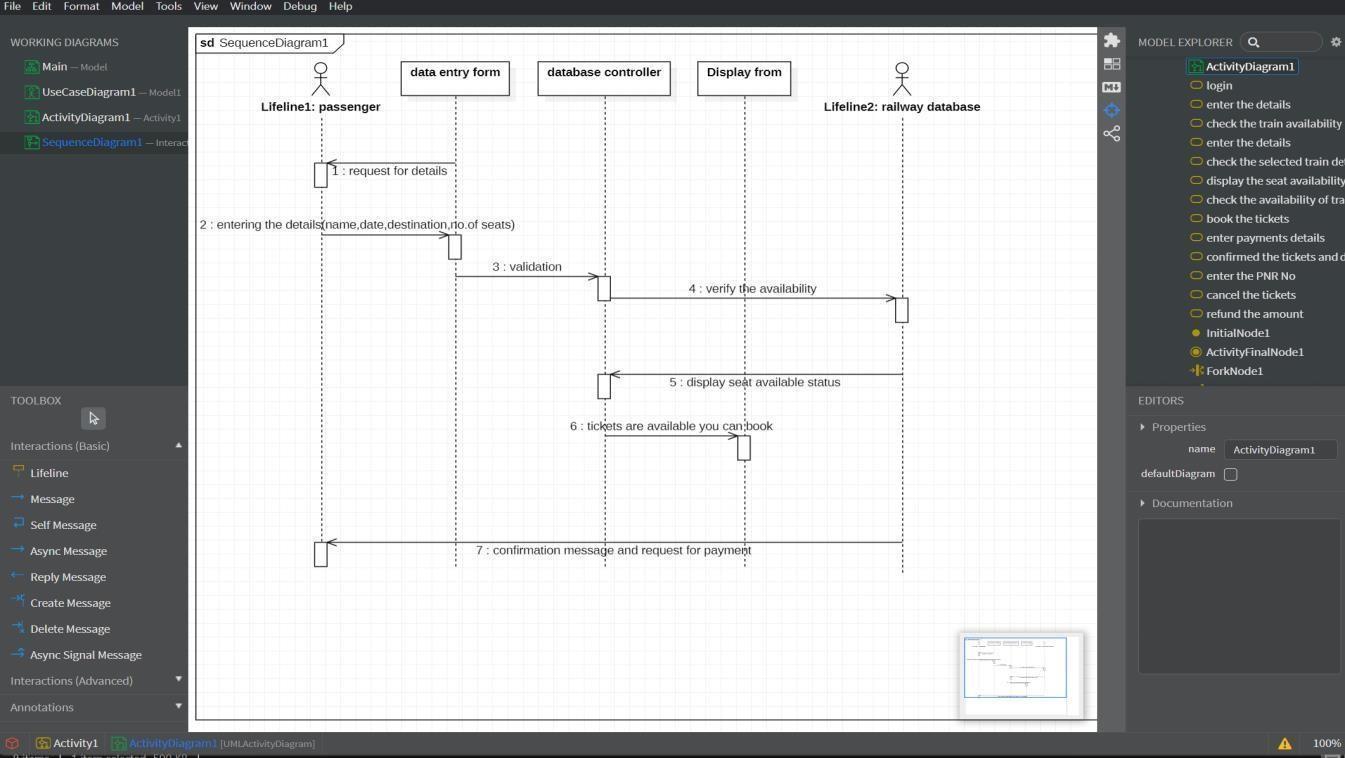 File Edit Format Model Tools View Window Debug Help
WORKING DIAGRAMS
Main — Model
UseCaseDiagram1 — Model1
ActivityDiagram1 — Activity1
SequenceDiagram1 — Interac
TOOLBOX
Interactions (Basic)
Lifeline
Message
Self Message
Async Message
Reply Message
Create Message
Delete Message
Async Signal Message
Interactions (Advanced)
Annotations
sd SequenceDiagram1
data entry form
database controller
Display from
Lifeline1: passenger
Lifeline2: railway database
1 : request for details
2 : entering the details(name,date,destination,no.of seats)
3 : validation
4 : verify the availability
5 : display seat available status
6 : tickets are available you can book
7 : confirmation message and request for payment
MODEL EXPLORER
ActivityDiagram1
login
enter the details
check the train availability
enter the details
check the selected train de
display the seat availability
check the availability of tra
book the tickets
enter payments details
confirmed the tickets and d
enter the PNR No
cancel the tickets
refund the amount
InitialNode1
ActivityFinalNode1
ForkNode1
EDITORS
Properties
name ActivityDiagram1
defaultDiagram
Documentation
Activity1 ActivityDiagram1 [UMLActivityDiagram]
100%